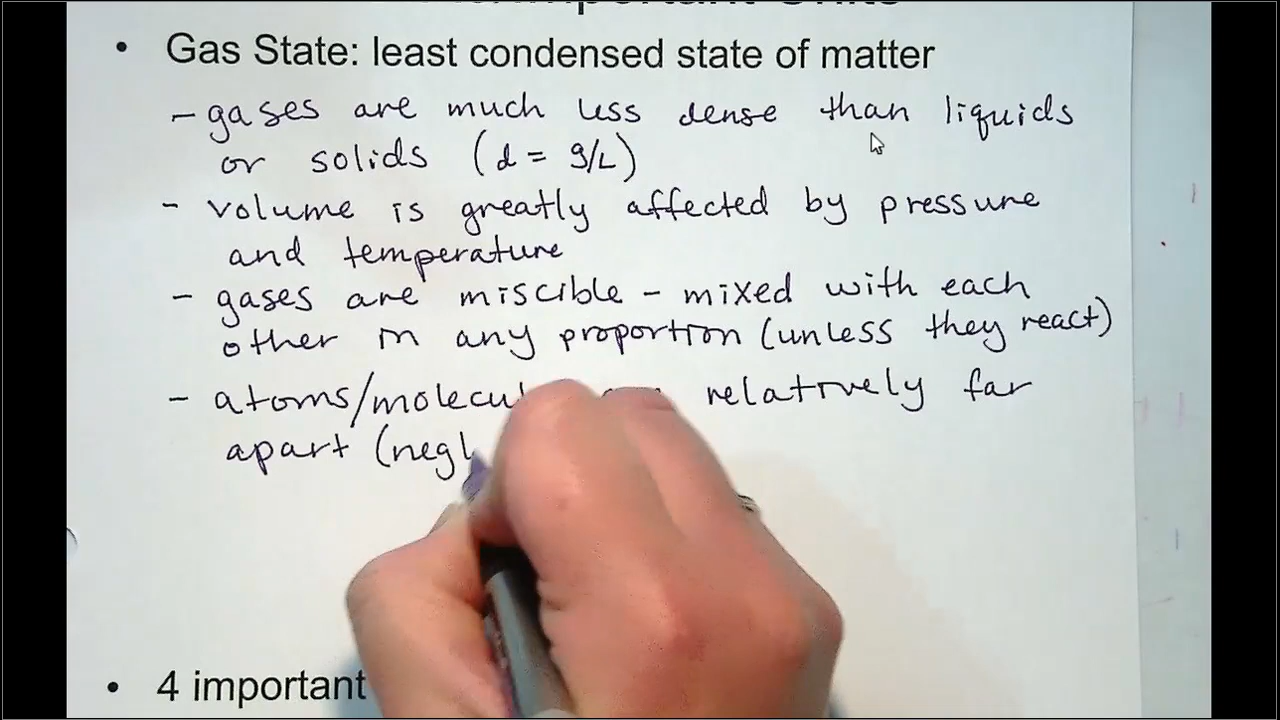 • Gas State: least condensed state of matter
- gases are much less dense than liquids
or solids (d = g/L)
- volume is greatly affected by pressure
and temperature
- gases are miscible - mixed with each
other in any proportion (unless they react)
- atoms/molecul relatively far
apart (negl
• 4 important